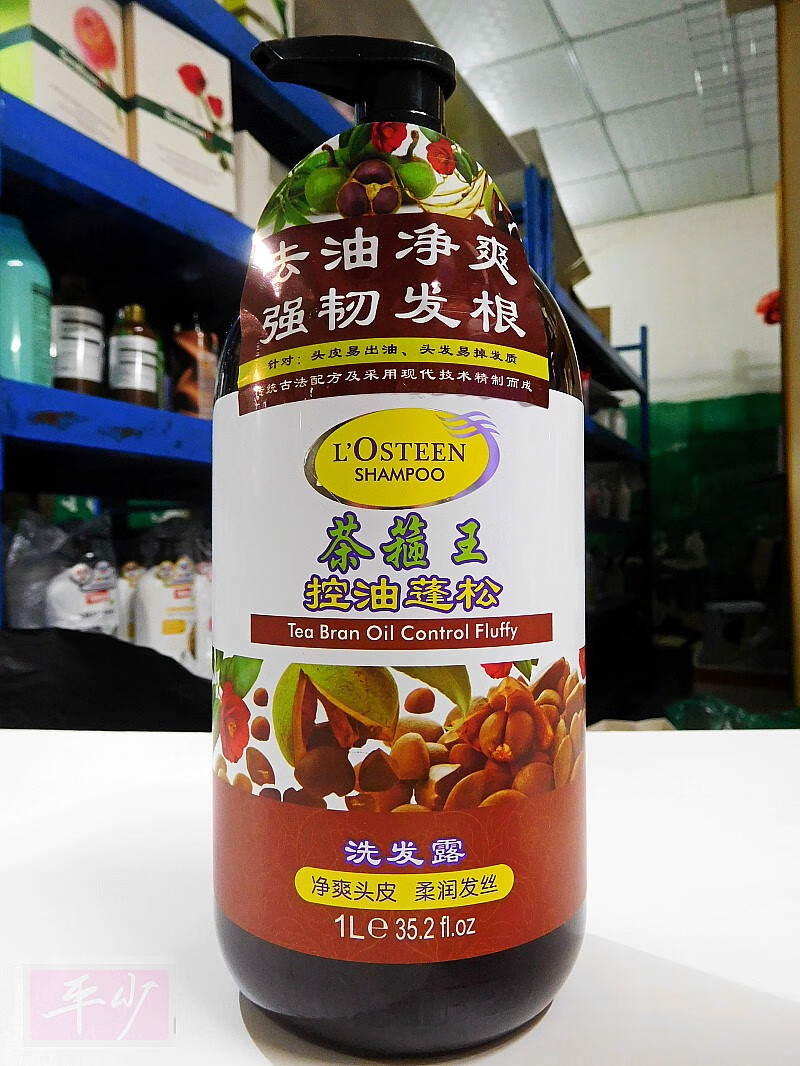 去油净爽
强韧发根
针对：头皮易出油、头发易掉发质
传统古法配方及采用现代技术精制而成
L'OSTEEN
SHAMPOO
茶箍王
控油蓬松
Tea Bran Oil Control Fluffy
洗发露
净爽头皮 柔润发丝
1L℮ 35.2 fl.oz